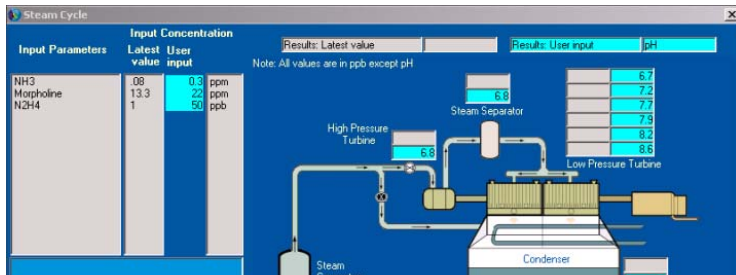 Steam Cycle
Input Parameters
Input Concentration
Latest value
User input
NH3 .08 0.3 ppm
Morpholine 13.3 22 ppm
N2H4 1 50 ppb
Results: Latest value
Results: User input pH
Note: All values are in ppb except pH
6.8
Steam Separator
High Pressure
Turbine
6.8
6.7
7.2
7.7
7.9
8.2
8.6
Low Pressure Turbine
Condenser
Steam